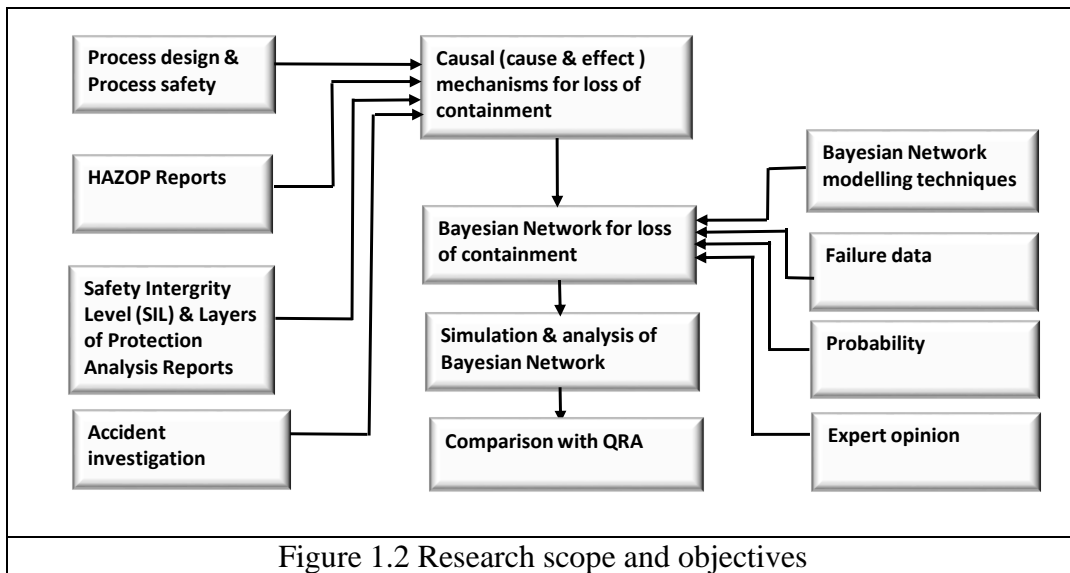 Process design &
Process safety
Causal (cause & effect )
mechanisms for loss of
containment
HAZOP Reports
Bayesian Network
modelling techniques
Bayesian Network for loss
of containment
Failure data
Safety Intergrity
Level (SIL) & Layers
of Protection
Analysis Reports
Simulation & analysis of
Bayesian Network
Probability
Accident
investigation
Comparison with QRA
Expert opinion
Figure 1.2 Research scope and objectives